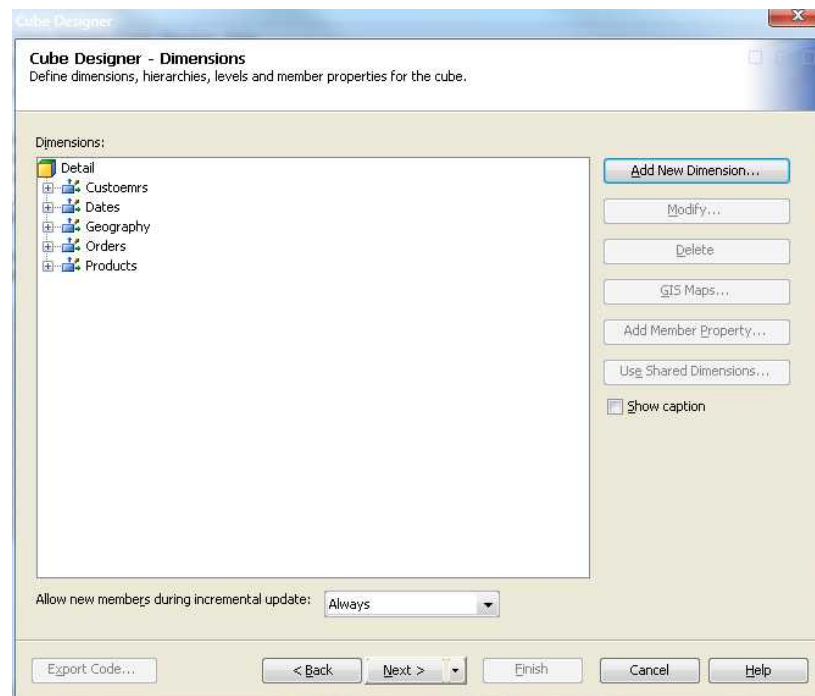 Cube Designer
Cube Designer - Dimensions
Define dimensions, hierarchies, levels and member properties for the cube.
Dimensions:
Detail
Custoemrs
Dates
Geography
Orders
Products
Add New Dimension...
Modify...
Delete
GIS Maps...
Add Member Property...
Use Shared Dimensions...
Show caption
Allow new members during incremental update: Always
Export Code... < Back Next > Finish Cancel Help